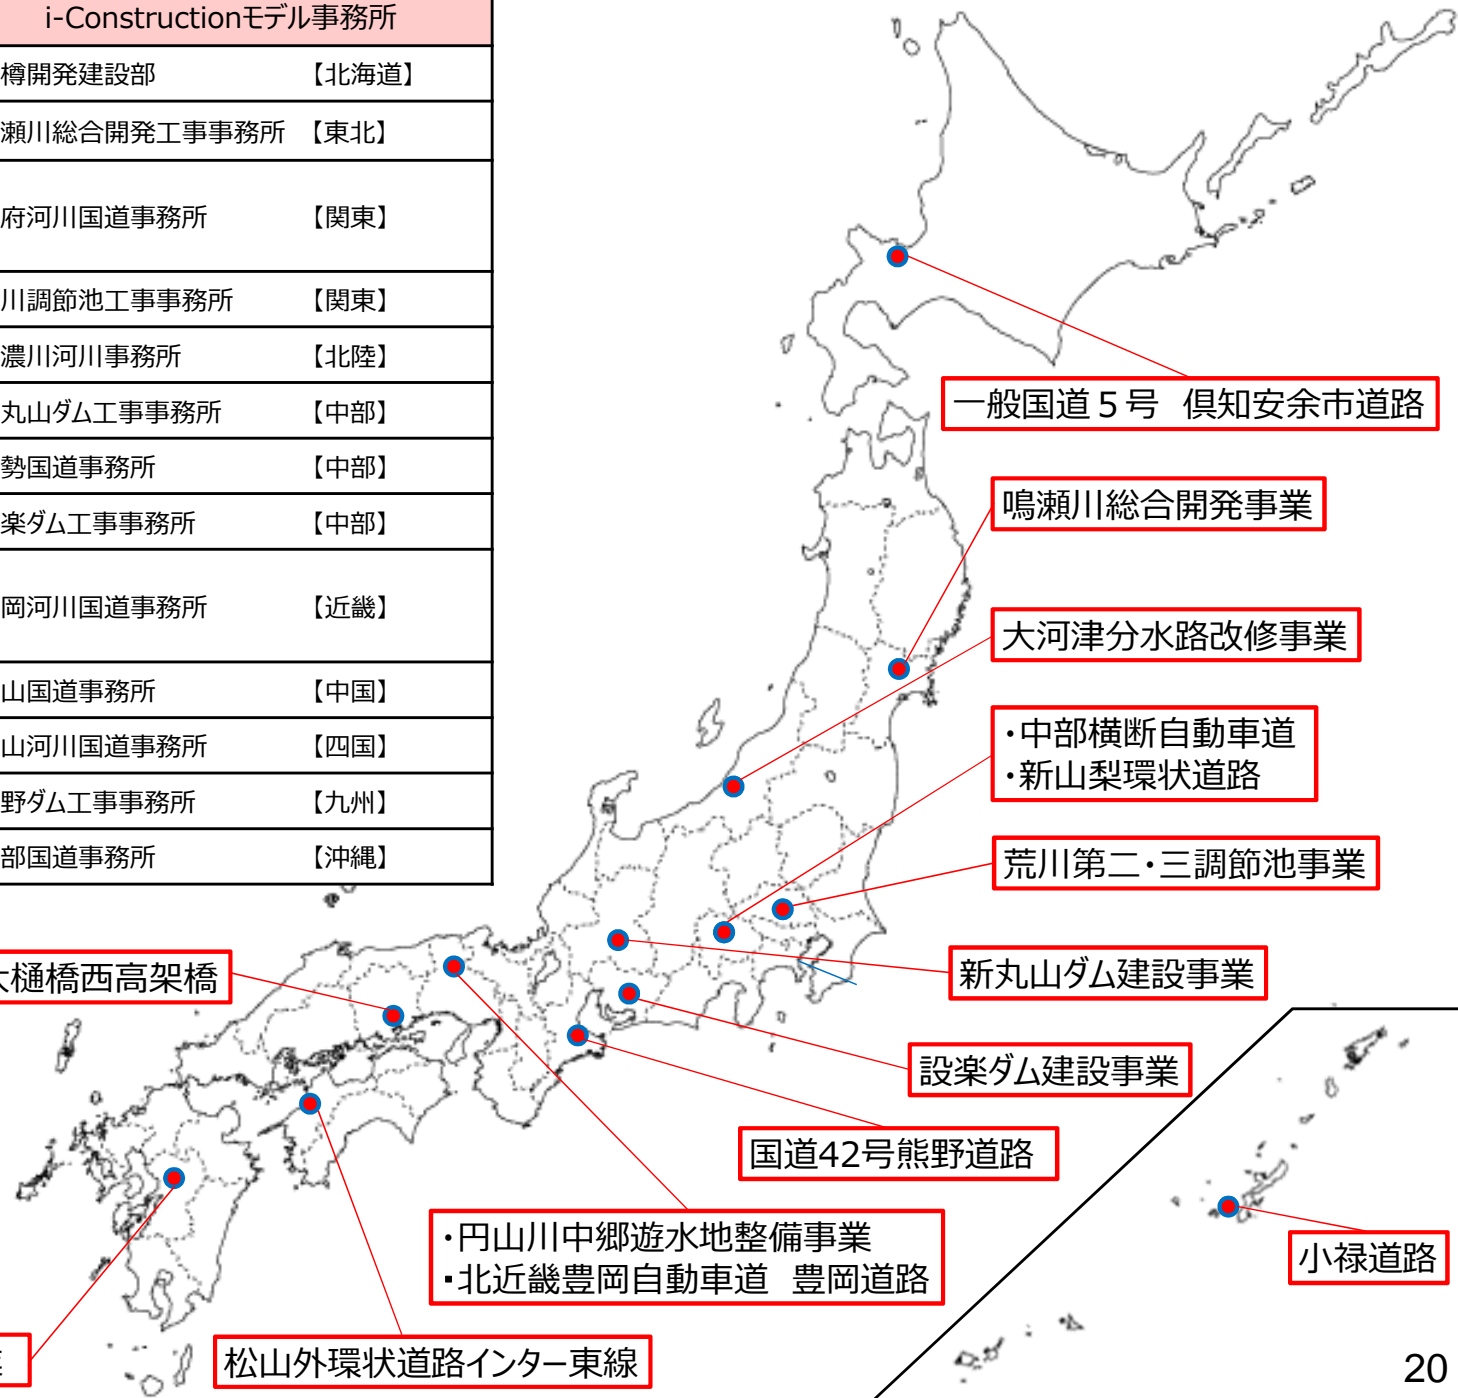 i-Constructionモデル事務所
樽開発建設部 【北海道】
瀬川総合開発工事事務所 【東北】
府河川国道事務所 【関東】
川調節池工事事務所 【関東】
濃川河川事務所 【北陸】
丸山ダム工事事務所 【中部】
勢国道事務所 【中部】
楽ダム工事事務所 【中部】
岡河川国道事務所 【近畿】
山国道事務所 【中国】
山河川国道事務所 【四国】
野ダム工事事務所 【九州】
部国道事務所 【沖縄】
一般国道５号 倶知安余市道路
鳴瀬川総合開発事業
大河津分水路改修事業
・中部横断自動車道
・新山梨環状道路
荒川第二・三調節池事業
新丸山ダム建設事業
大樋橋西高架橋
設楽ダム建設事業
国道42号熊野道路
・円山川中郷遊水地整備事業
・北近畿豊岡自動車道 豊岡道路
小禄道路
松山外環状道路インター東線
20